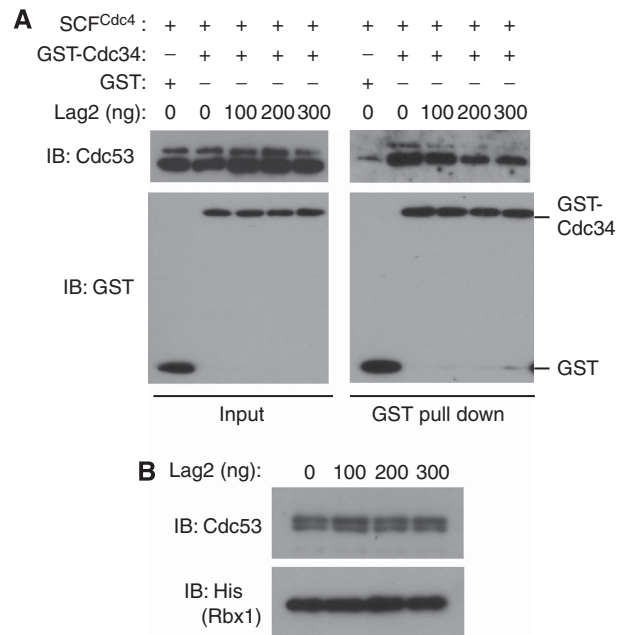 A
SCFCdc4 : + + + + + + + + + +
GST-Cdc34: – + + + + – + + + +
GST: + – – – – + – – – –
Lag2 (ng): 0 0 100 200 300 0 0 100 200 300
IB: Cdc53
IB: GST
GST-
Cdc34
GST
Input
GST pull down
B
Lag2 (ng): 0 100 200 300
IB: Cdc53
IB: His
(Rbx1)